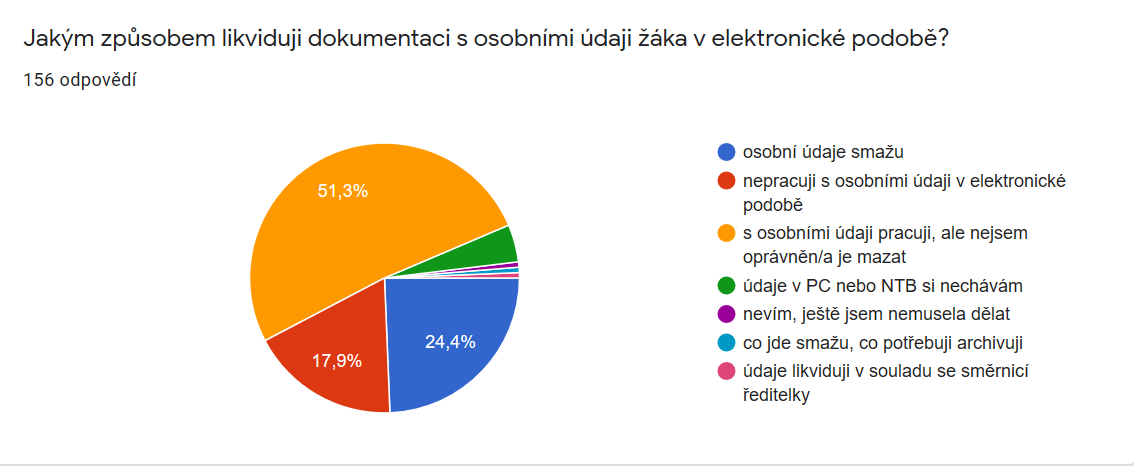 Jakým způsobem likviduji dokumentaci s osobními údaji žáka v elektronické podobě?
156 odpovědí
51,3%
24,4%
17,9%
osobní údaje smažu
nepracuji s osobními údaji v elektronické
podobě
s osobními údaji pracuji, ale nejsem
oprávněn/a je mazat
údaje v PC nebo NTB si nechávám
nevím, ještě jsem nemusela dělat
co jde smažu, co potřebuji archivuji
údaje likviduji v souladu se směrnicí
ředitelky